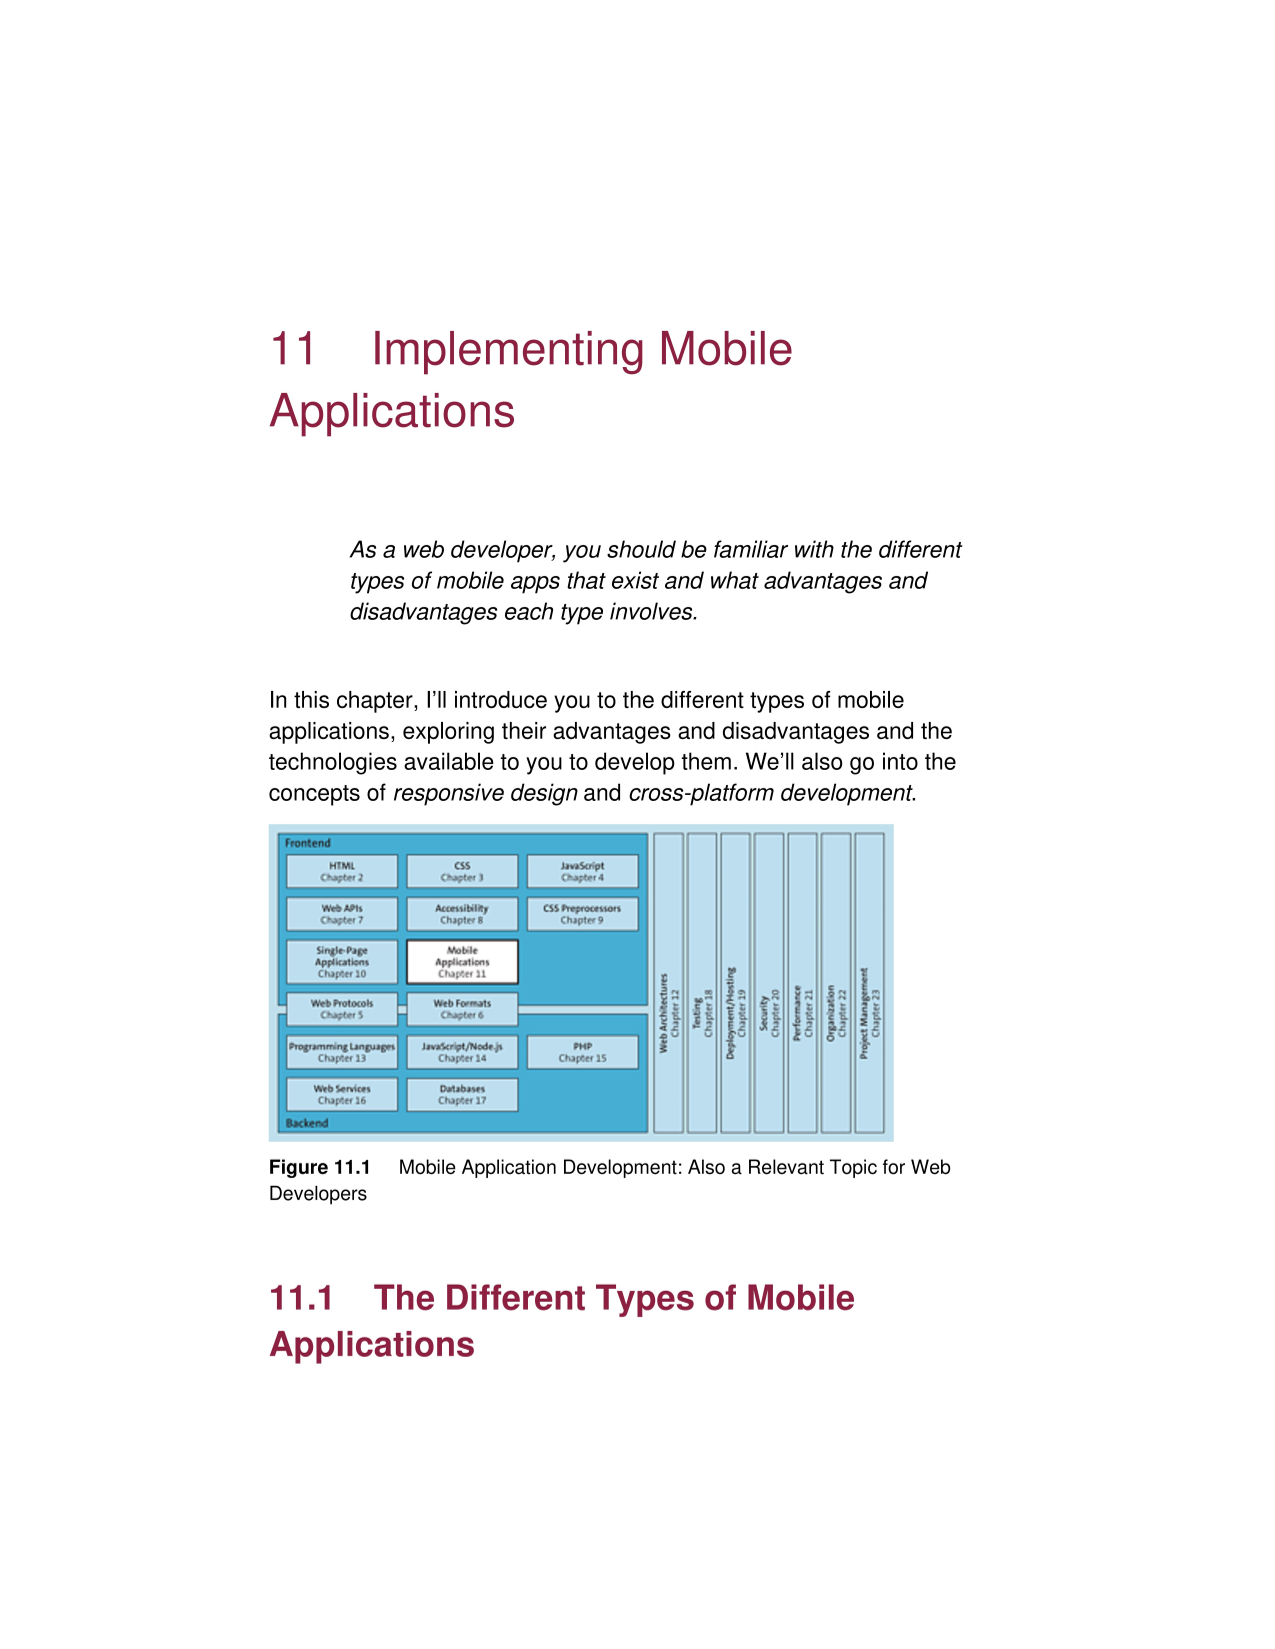 11 Implementing Mobile
Applications
As a web developer, you should be familiar with the different
types of mobile apps that exist and what advantages and
disadvantages each type involves.
In this chapter, I’ll introduce you to the different types of mobile
applications, exploring their advantages and disadvantages and the
technologies available to you to develop them. We’ll also go into the
concepts of responsive design and cross-platform development.
Frontend
HTML
Chapter 2
CSS
Chapter 3
JavaScript
Chapter 4
Web APIs
Chapter 7
Accessibility
Chapter 8
CSS Preprocessors
Chapter 9
Single-Page
Applications
Chapter 10
Mobile
Applications
Chapter 11
Web Protocols
Chapter 5
Web Formats
Chapter 6
Programming Languages
Chapter 13
JavaScript/Node.js
Chapter 14
PHP
Chapter 15
Web Services
Chapter 16
Databases
Chapter 17
Backend
Web Architectures
Chapter 12
Testing
Chapter 18
Deployment/Hosting
Chapter 19
Security
Chapter 20
Performance
Chapter 21
Organization
Chapter 22
Project Management
Chapter 23
Figure 11.1 Mobile Application Development: Also a Relevant Topic for Web
Developers
11.1 The Different Types of Mobile
Applications